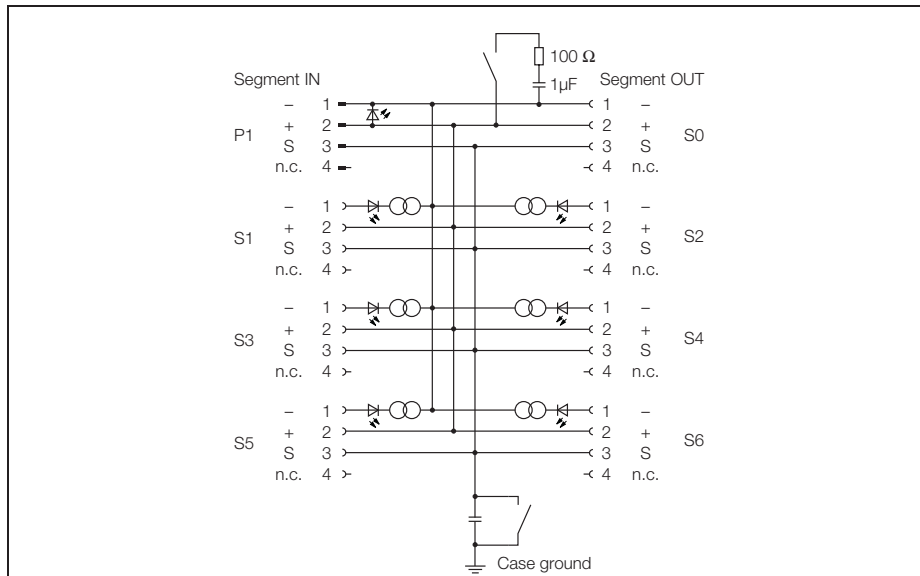 100 Ω
Segment IN 1µF Segment OUT
– 1 1 –
+ 2 2 +
P1 S0
S 3 3 S
n.c. 4 4 n.c.
– 1 1 –
+ 2 2 +
S1 S2
S 3 3 S
n.c. 4 4 n.c.
– 1 1 –
+ 2 2 +
S3 S4
S 3 3 S
n.c. 4 4 n.c.
– 1 1 –
+ 2 2 +
S5 S6
S 3 3 S
n.c. 4 4 n.c.
Case ground